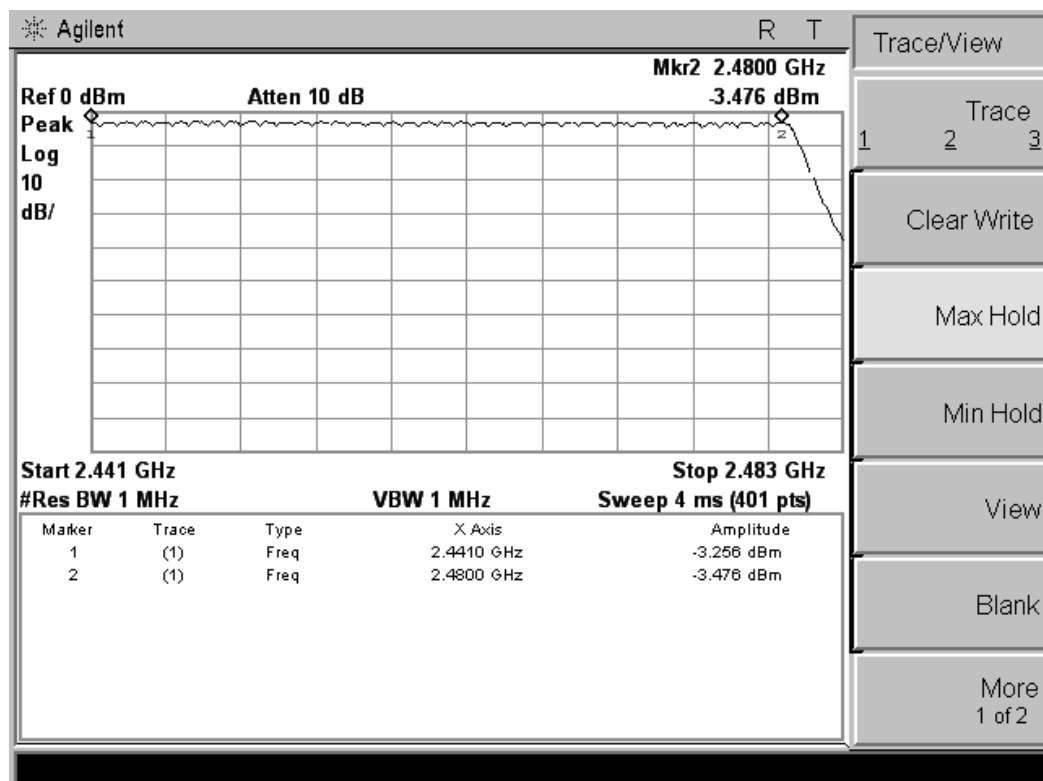 Agilent R T
Trace/View
Mkr2 2.4800 GHz
Ref 0 dBm Atten 10 dB -3.476 dBm
Peak
Log
10
dB/
1
2
Start 2.441 GHz Stop 2.483 GHz
#Res BW 1 MHz VBW 1 MHz Sweep 4 ms (401 pts)
Marker Trace Type X Axis Amplitude
1 (1) Freq 2.4410 GHz -3.256 dBm
2 (1) Freq 2.4800 GHz -3.476 dBm
Trace
1 2 3
Clear Write
Max Hold
Min Hold
View
Blank
More
1 of 2